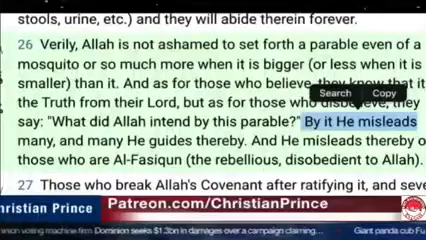 stools, urine, etc.) and they will abide therein forever.
26 Verily, Allah is not ashamed to set forth a parable even of a
mosquito or so much more when it is bigger (or less when it is
smaller) than it. And as for those who believe, they know that it
the Truth from their Lord, but as for those who disbelieve, they
Search Copy
say: "What did Allah intend by this parable?" By it He misleads
many, and many He guides thereby. And He misleads thereby o
those who are Al-Fasiqun (the rebellious, disobedient to Allah).
27 Those who break Allah's Covenant after ratifying it, and seve
hristian Prince Patreon.com/ChristianPrince
nion voting machine firm Dominion seeks $1.3bn in damages over a campaign claiming... Giant panda cub Fu